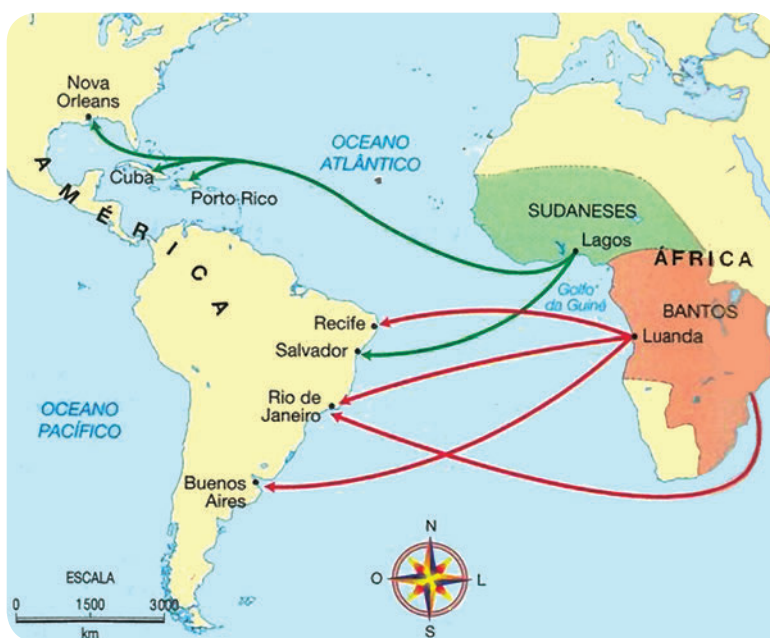 Nova
Orleans
OCEANO
ATLÂNTICO
Cuba
Porto Rico
AMÉRICA
SUDANESES
Lagos
ÁFRICA
Golfo
da Guiné
BANTOS
Luanda
Recife
Salvador
Rio de
Janeiro
OCEANO
PACÍFICO
Buenos
Aires
N
O
L
S
ESCALA
0 1500 3000
km